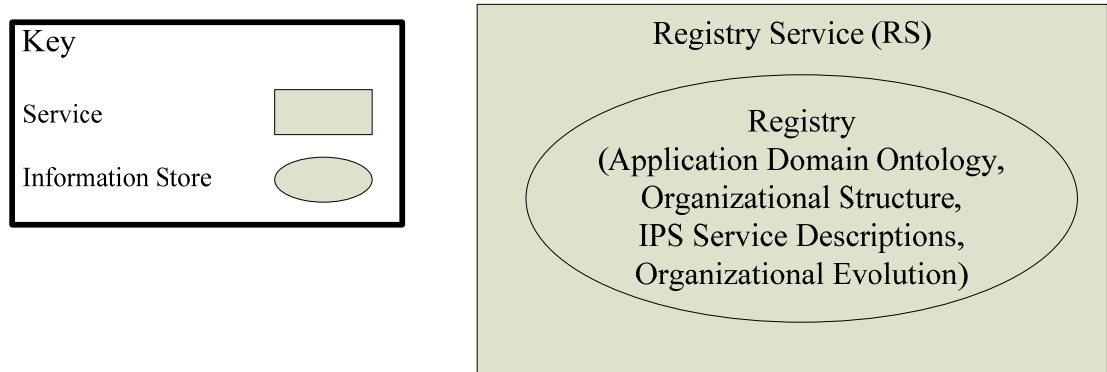 Key
Service
Information Store
Registry Service (RS)
Registry
(Application Domain Ontology,
Organizational Structure,
IPS Service Descriptions,
Organizational Evolution)